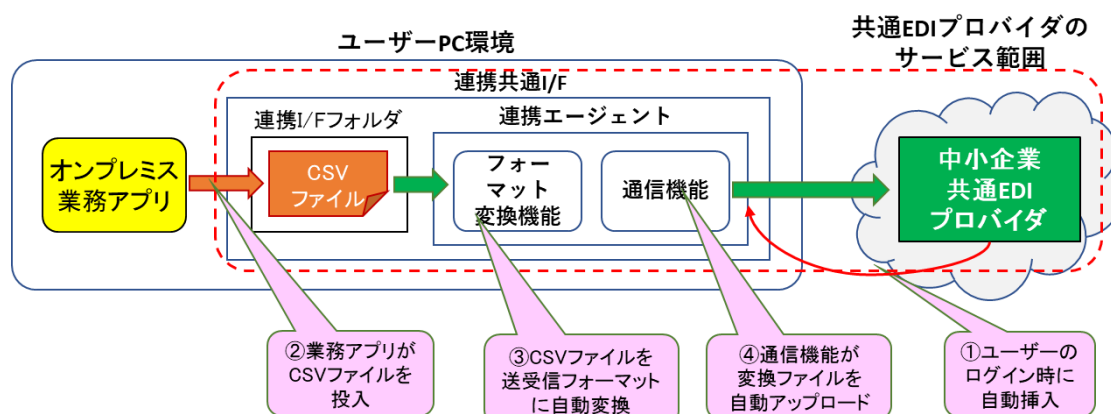 ユーザーPC環境
共通EDIプロバイダの
サービス範囲
連携共通I/F
連携I/Fフォルダ
連携エージェント
オンプレミス
業務アプリ
CSV
ファイル
フォー
マット
変換機能
通信機能
中小企業
共通EDI
プロバイダ
②業務アプリが
CSVファイルを
投入
③CSVファイルを
送受信フォーマット
に自動変換
④通信機能が
変換ファイルを
自動アップロード
①ユーザーの
ログイン時に
自動挿入